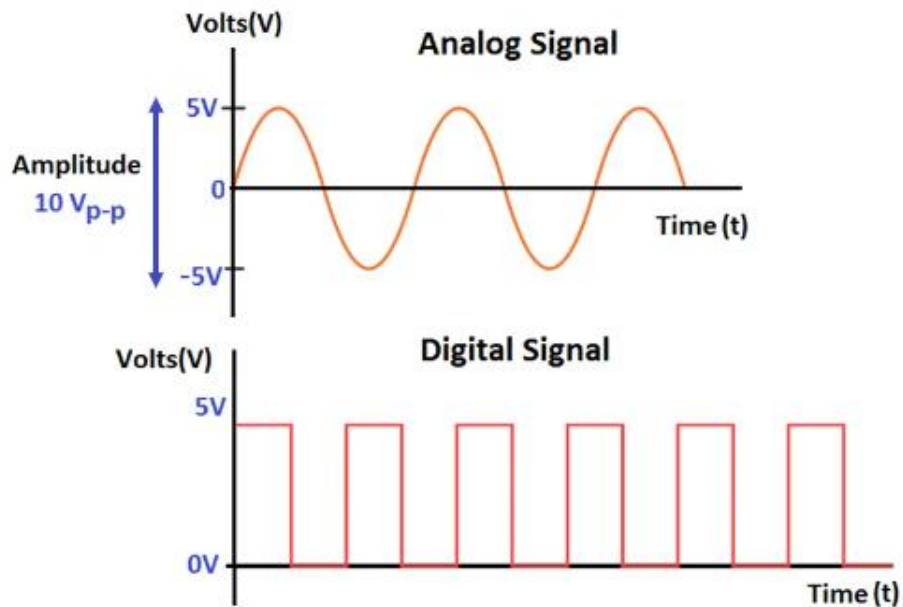 Volts(V)
Analog Signal
5V
Amplitude
10 Vp-p
0
Time (t)
-5V
Digital Signal
Volts(V)
5V
0V
Time (t)